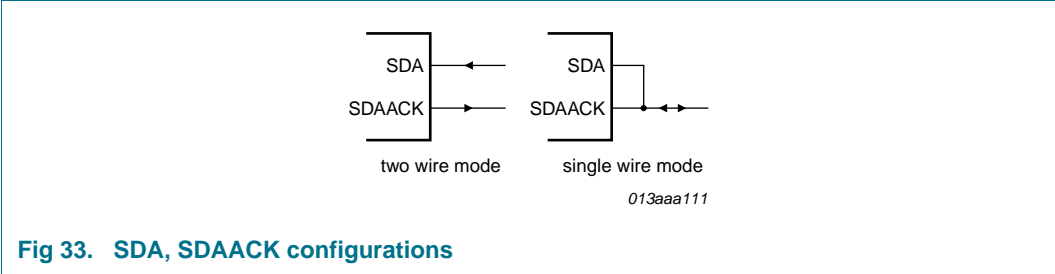 SDA
SDAACK
two wire mode
SDA
SDAACK
single wire mode
013aaa111
Fig 33. SDA, SDAACK configurations